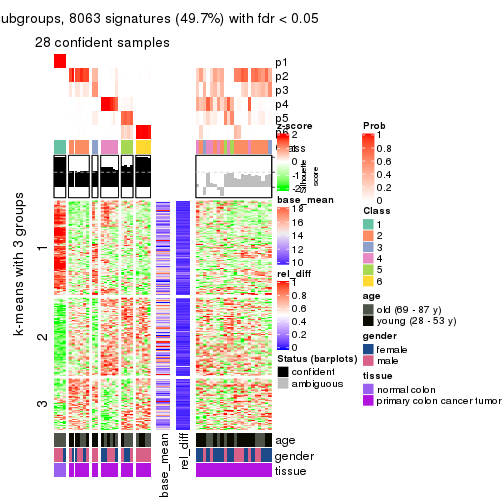 ubgroups, 8063 signatures (49.7%) with fdr < 0.05
28 confident samples
p1
p2
p3
p4
p5
z-score
2
1
-1
-2
Silhouette
score
base_mean
18
16
14
12
10
rel_diff
1
0.8
0.6
0.4
0.2
0
Status (barplots)
confident
ambiguous
Prob
1
0.8
0.6
0.4
0.2
0
Class
1
2
3
4
5
6
age
old (69 - 87 y)
young (28 - 53 y)
gender
female
male
tissue
normal colon
primary colon cancer tumor
k-means with 3 groups
1
2
3
age
gender
tissue
base_mean
rel_diff